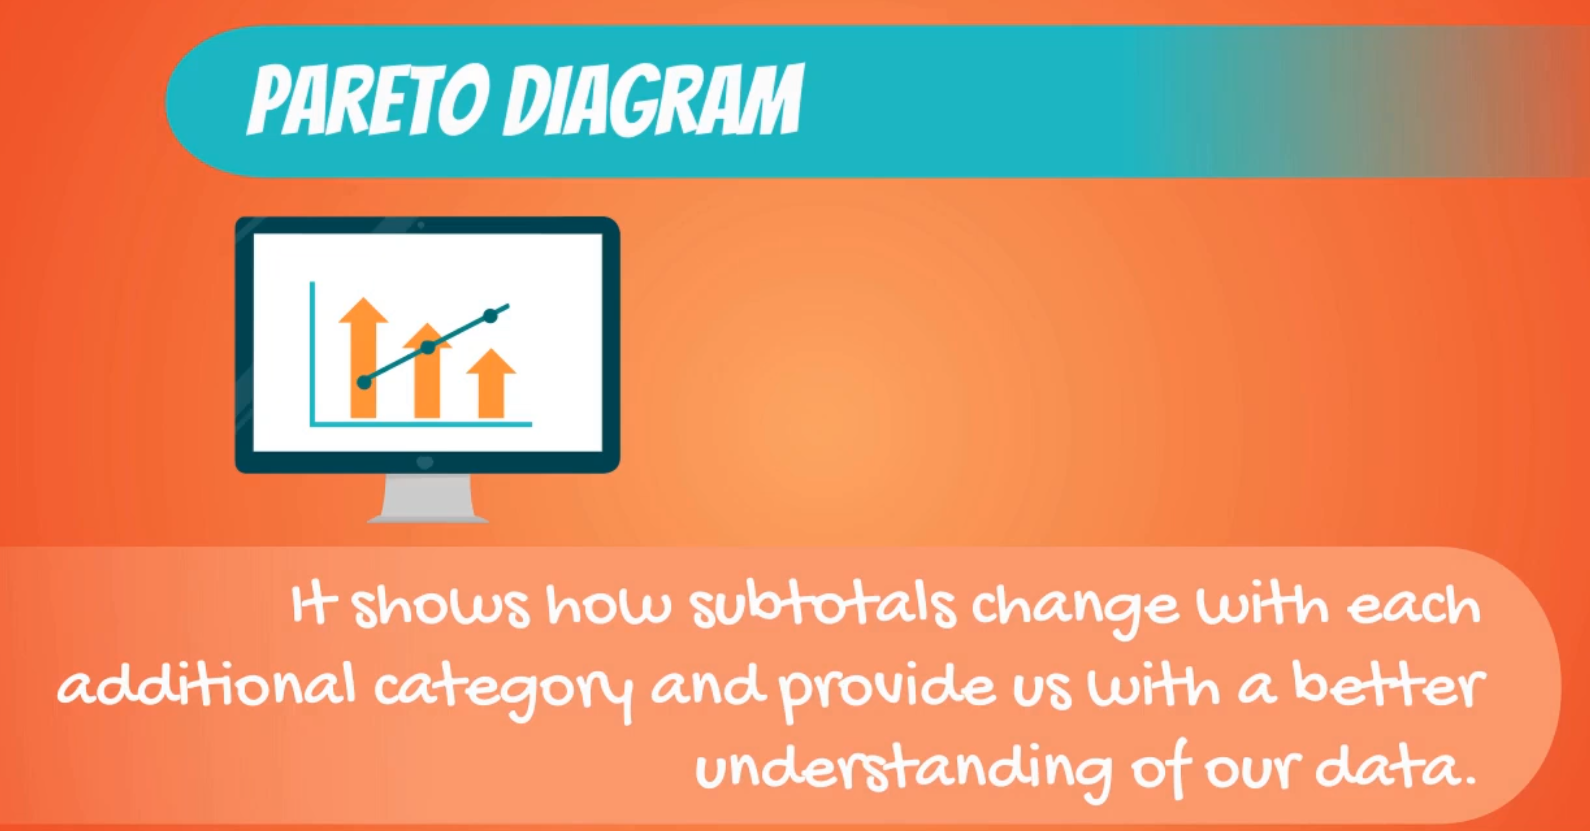 PARETO DIAGRAM
It shows how subtotals change with each
additional category and provide us with a better
understanding of our data.